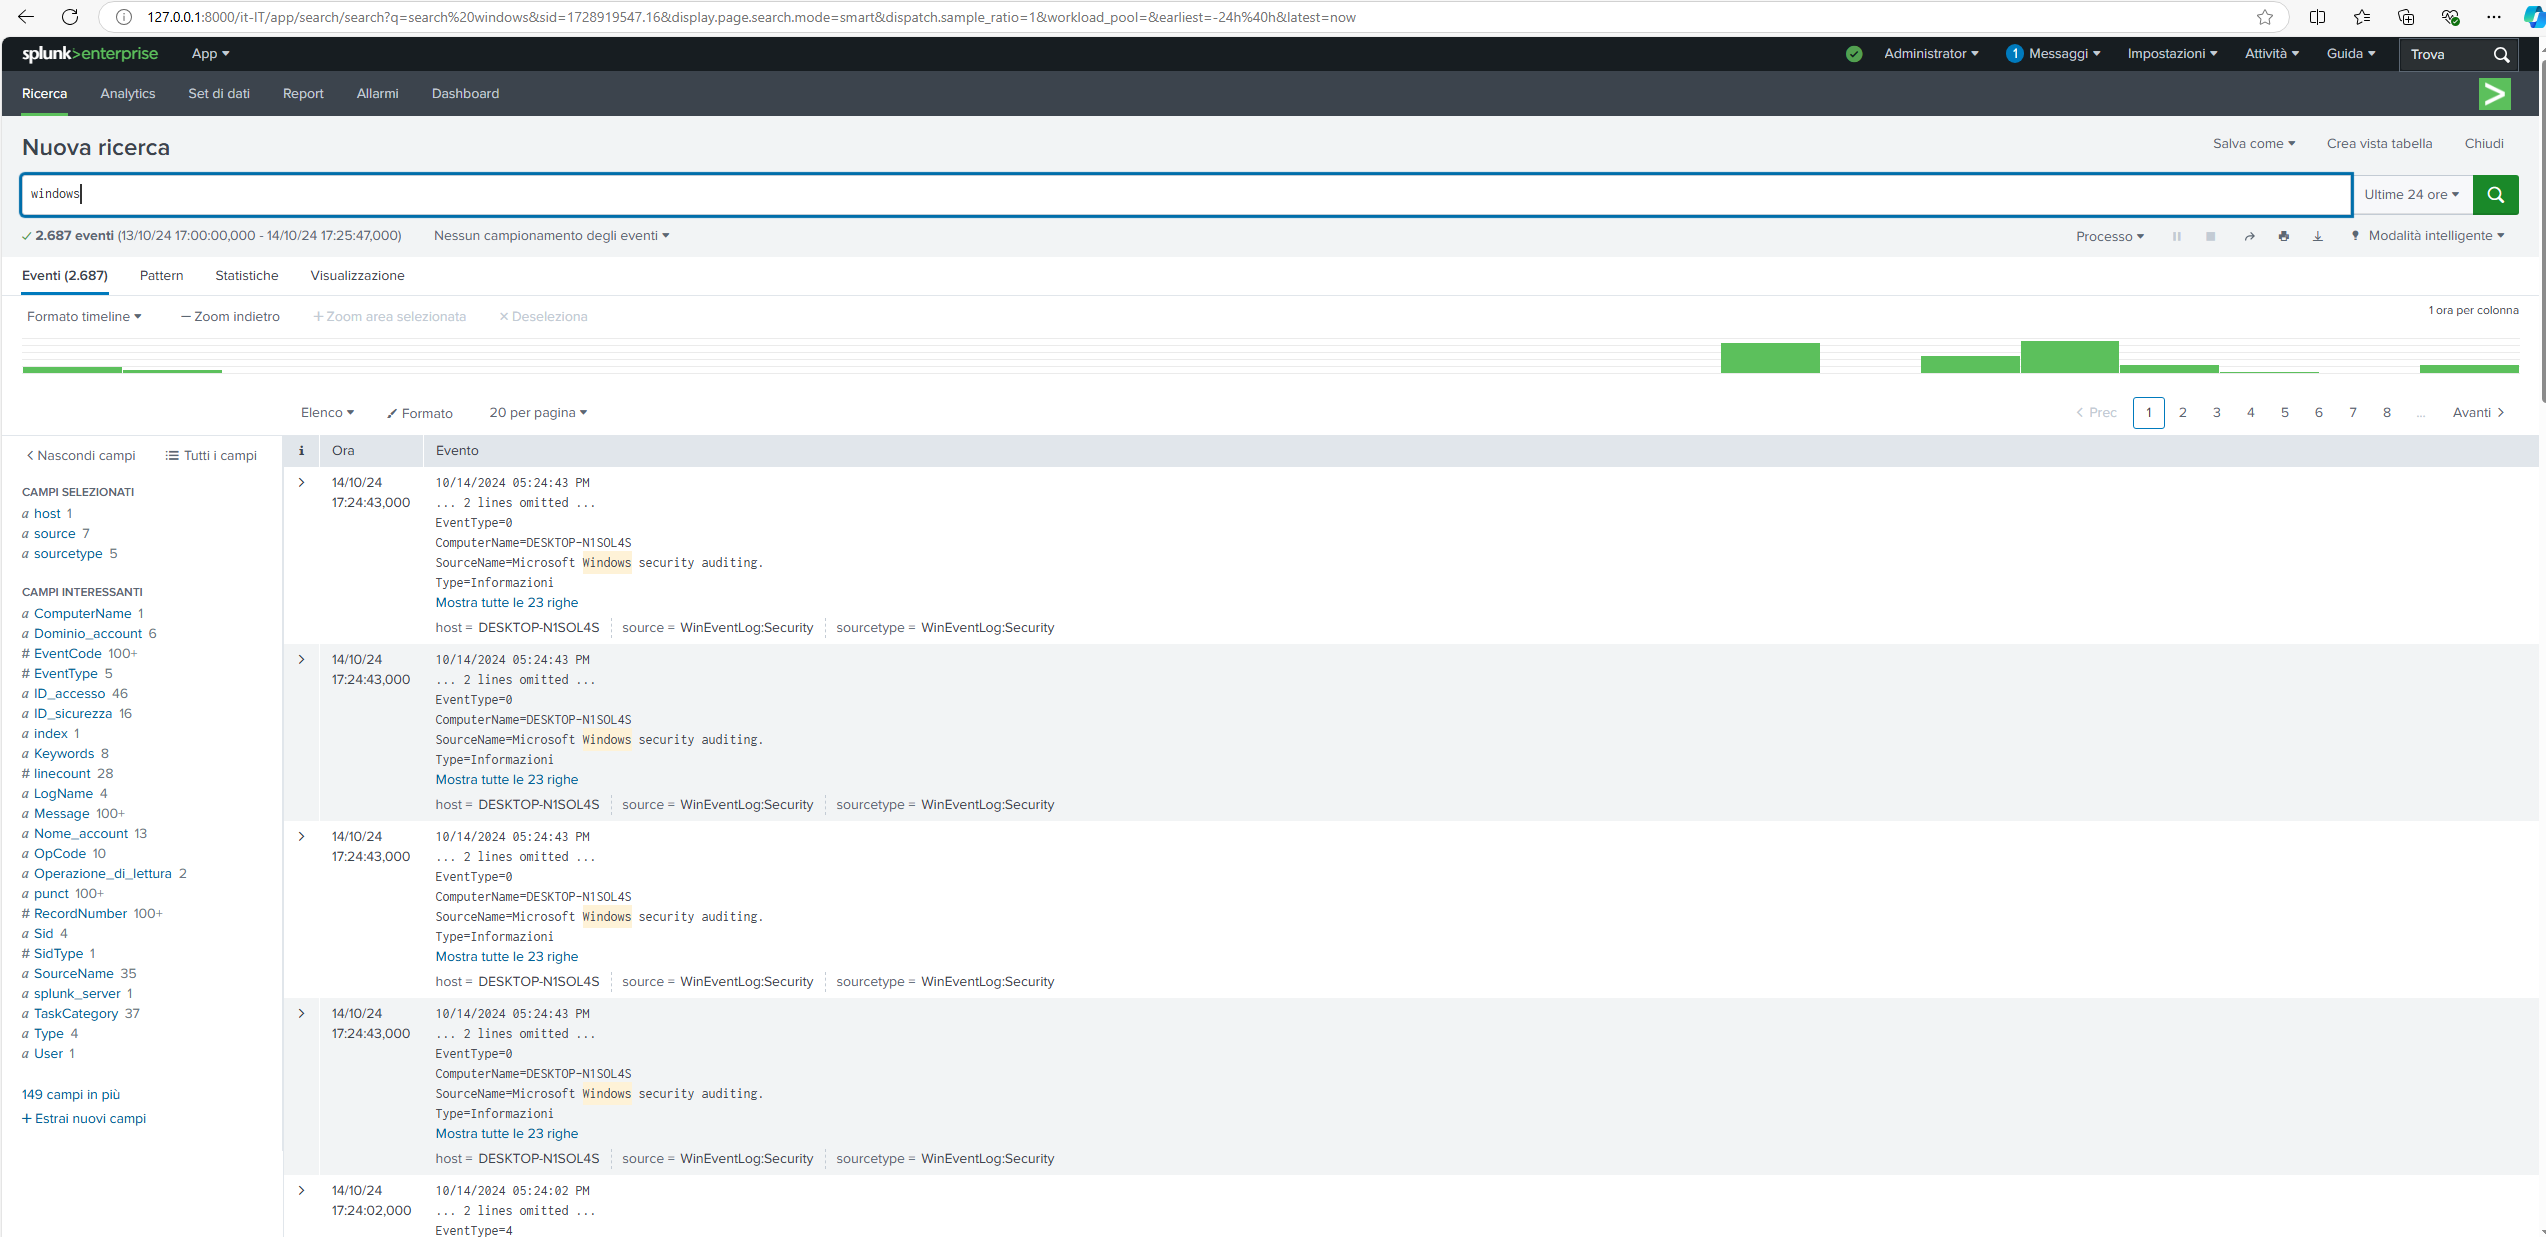 127.0.0.1:8000/it-IT/app/search/search?q=search%20windows&sid=1728919547.16&display.page.search.mode=smart&dispatch.sample_ratio=1&workload_pool=&earliest=-24h%40h&latest=now
splunk>enterprise App Administrator 1 Messaggi Impostazioni Attività Guida Trova
Ricerca Analytics Set di dati Report Allarmi Dashboard
Nuova ricerca Salva come Crea vista tabella Chiudi
windows Ultime 24 ore
2.687 eventi (13/10/24 17:00:00,000 - 14/10/24 17:25:47,000) Nessun campionamento degli eventi Processo Modalità intelligente
Eventi (2.687) Pattern Statistiche Visualizzazione
Formato timeline — Zoom indietro + Zoom area selezionata × Deseleziona 1 ora per colonna
Elenco Formato 20 per pagina < Prec 1 2 3 4 5 6 7 8 ... Avanti >
< Nascondi campi Tutti i campi
CAMPI SELEZIONATI
a host 1
a source 7
a sourcetype 5
CAMPI INTERESSANTI
a ComputerName 1
a Dominio_account 6
# EventCode 100+
# EventType 5
a ID_accesso 46
a ID_sicurezza 16
a index 1
a Keywords 8
# linecount 28
a LogName 4
a Message 100+
a Nome_account 13
a OpCode 10
a Operazione_di_lettura 2
a punct 100+
# RecordNumber 100+
a Sid 4
# SidType 1
a SourceName 35
a splunk_server 1
a TaskCategory 37
a Type 4
a User 1
149 campi in più
+ Estrai nuovi campi
i Ora Evento
> 14/10/24 10/14/2024 05:24:43 PM
17:24:43,000 ... 2 lines omitted ...
EventType=0
ComputerName=DESKTOP-N1SOL4S
SourceName=Microsoft Windows security auditing.
Type=Informazioni
Mostra tutte le 23 righe
host = DESKTOP-N1SOL4S source = WinEventLog:Security sourcetype = WinEventLog:Security
> 14/10/24 10/14/2024 05:24:43 PM
17:24:43,000 ... 2 lines omitted ...
EventType=0
ComputerName=DESKTOP-N1SOL4S
SourceName=Microsoft Windows security auditing.
Type=Informazioni
Mostra tutte le 23 righe
host = DESKTOP-N1SOL4S source = WinEventLog:Security sourcetype = WinEventLog:Security
> 14/10/24 10/14/2024 05:24:43 PM
17:24:43,000 ... 2 lines omitted ...
EventType=0
ComputerName=DESKTOP-N1SOL4S
SourceName=Microsoft Windows security auditing.
Type=Informazioni
Mostra tutte le 23 righe
host = DESKTOP-N1SOL4S source = WinEventLog:Security sourcetype = WinEventLog:Security
> 14/10/24 10/14/2024 05:24:43 PM
17:24:43,000 ... 2 lines omitted ...
EventType=0
ComputerName=DESKTOP-N1SOL4S
SourceName=Microsoft Windows security auditing.
Type=Informazioni
Mostra tutte le 23 righe
host = DESKTOP-N1SOL4S source = WinEventLog:Security sourcetype = WinEventLog:Security
> 14/10/24 10/14/2024 05:24:02 PM
17:24:02,000 ... 2 lines omitted ...
EventType=4